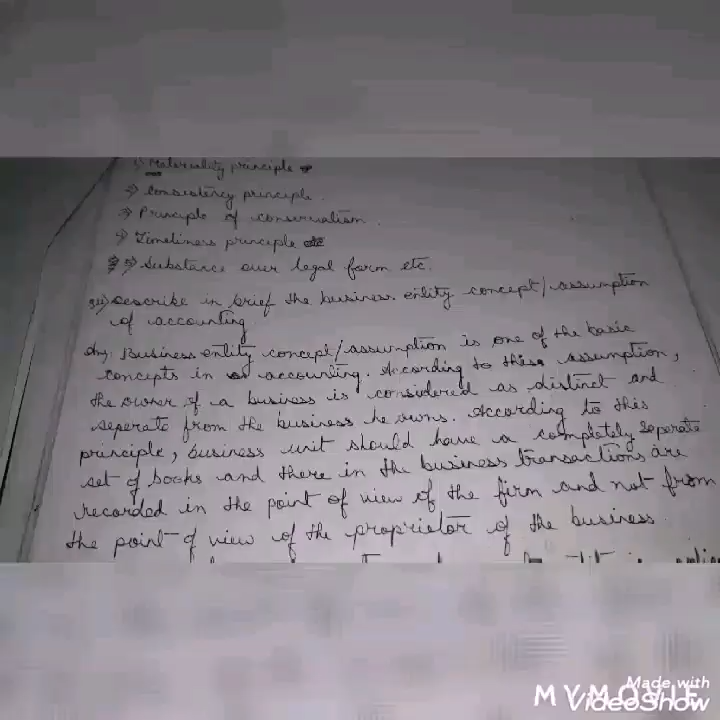 Materiality principle
⇒ Consistency principle.
⇒ Principle of conservatism.
⇒ Timeliness principle
⇒ Substance over legal form etc.
Describe in brief the business entity concept/assumption
of accounting
Ans: Business entity concept/assumption is one of the basic
concepts in accounting. According to this assumption,
the owner of a business is considered as distinct and
seperate from the business he owns. According to this
principle, business unit should have a completely seperate
set of books and there in the business transactions are
recorded in the point of view of the firm and not from
the point of view of the proprietor of the business.
Made with
MYMOVIE
VideoShow